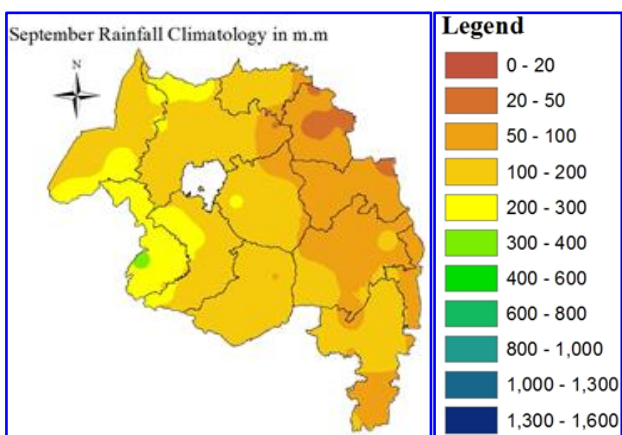 September Rainfall Climatology in m.m
N
Legend
0 - 20
20 - 50
50 - 100
100 - 200
200 - 300
300 - 400
400 - 600
600 - 800
800 - 1,000
1,000 - 1,300
1,300 - 1,600